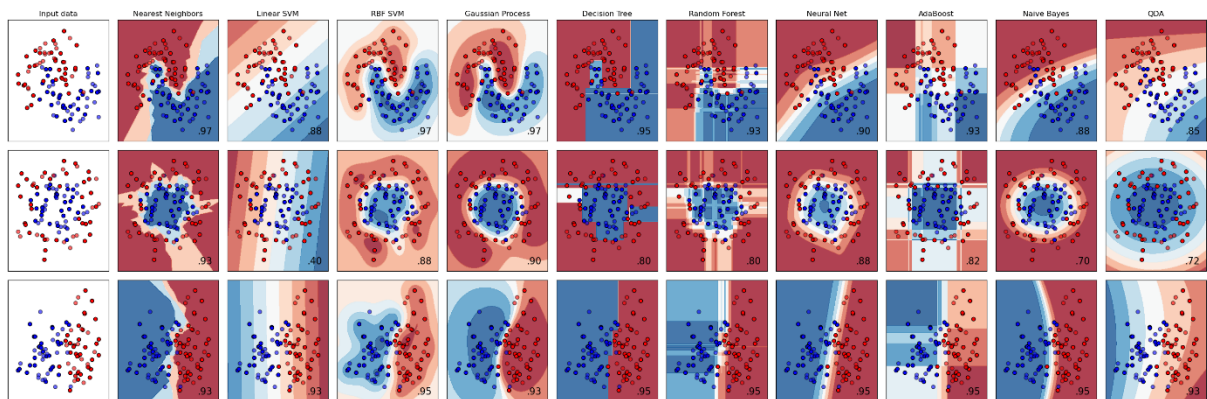 Input data Nearest Neighbors Linear SVM RBF SVM Gaussian Process Decision Tree Random Forest Neural Net AdaBoost Naive Bayes QDA
.97 .88 .97 .97 .95 .93 .90 .93 .88 .85
.93 .40 .88 .90 .80 .80 .88 .82 .70 .72
.93 .93 .95 .93 .95 .95 .95 .95 .95 .93